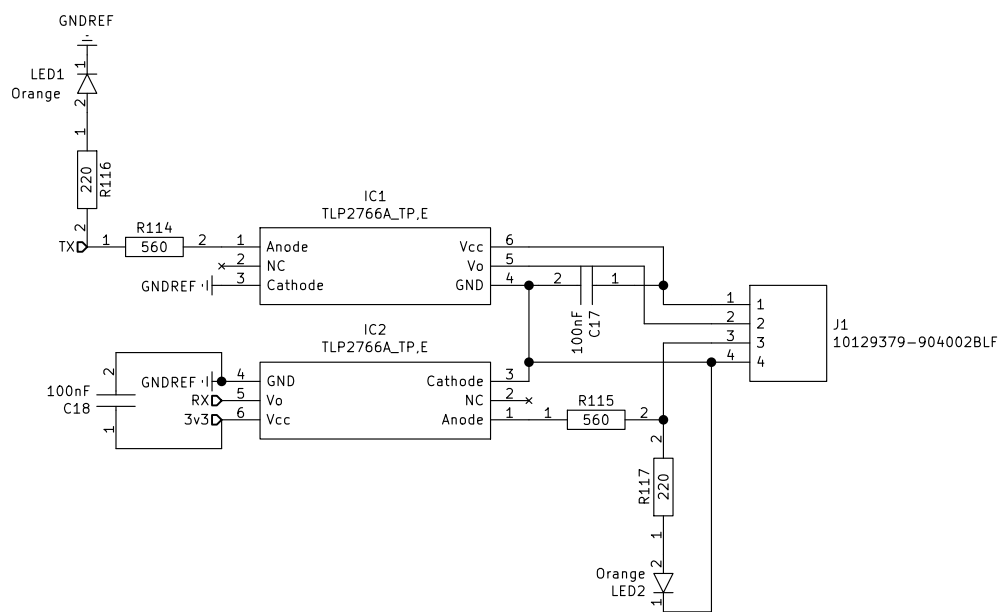 GNDREF
1
LED1
Orange
2
1
220
R116
2
TX
1
R114
560
2
IC1
TLP2766A_TP,E
1
Anode
2
NC
3
Cathode
GNDREF
Vcc
6
Vo
5
GND
4
2
1
100nF
C17
1
1
2
2
3
3
4
4
J1
10129379-904002BLF
IC2
TLP2766A_TP,E
GNDREF
4
GND
RX
5
Vo
3v3
6
Vcc
2
100nF
C18
1
Cathode
3
NC
2
Anode
1
1
R115
560
2
2
R117
220
1
2
Orange
LED2
1